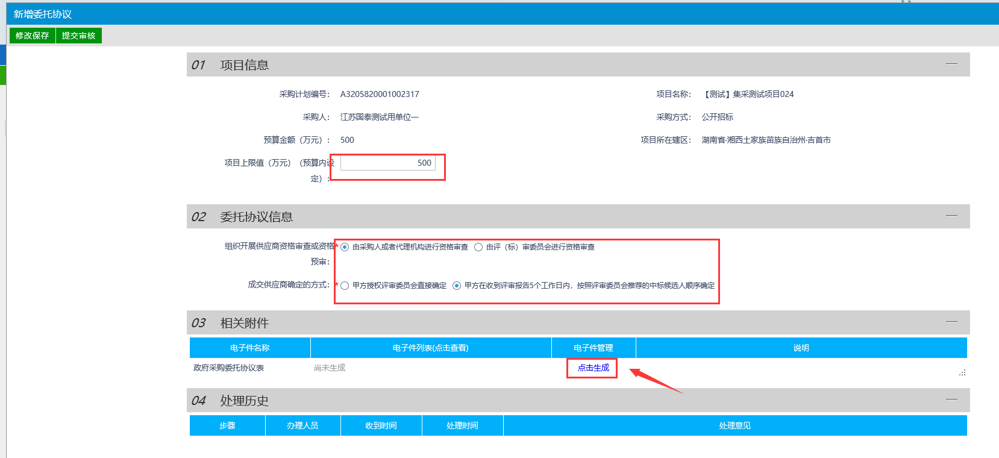 新增委托协议
修改保存 提交审核
01 项目信息
采购计划编号： A3205820001002317 项目名称： 【测试】集采测试项目024
采购人： 江苏国泰测试用单位一 采购方式： 公开招标
预算金额（万元）： 500 项目所在辖区： 湖南省·湘西土家族苗族自治州·吉首市
项目上限值（万元）（预算内设 500
定）：
02 委托协议信息
组织开展供应商资格审查或资格* 由采购人或者代理机构进行资格审查 由评（标）审委员会进行资格审查
预审：
成交供应商确定的方式：* 甲方授权评审委员会直接确定 甲方在收到评审报告5个工作日内，按照评审委员会推荐的中标候选人顺序确定
03 相关附件
电子件名称 电子件列表(点击查看) 电子件管理 说明
政府采购委托协议表 尚未生成 点击生成
04 处理历史
步骤 办理人员 收到时间 处理时间 处理意见